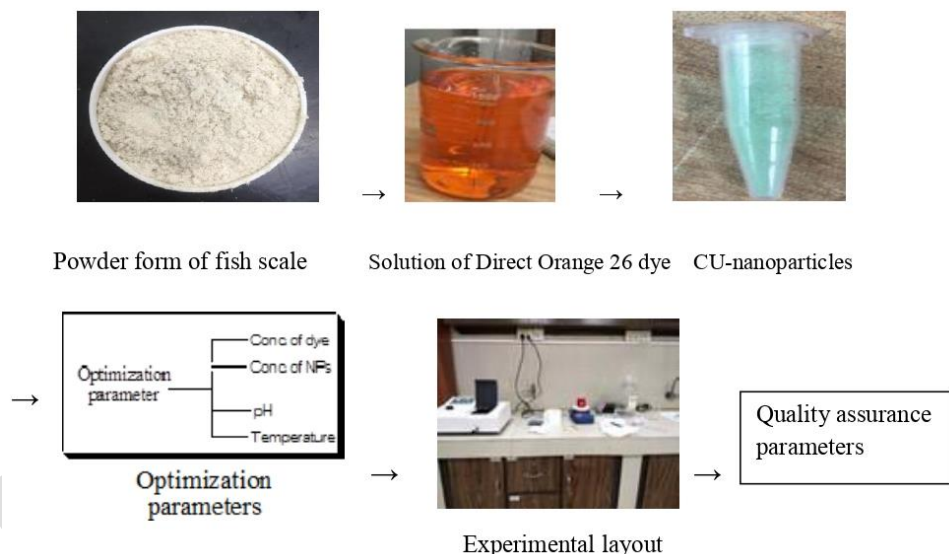 →
→
Powder form of fish scale
Solution of Direct Orange 26 dye
CU-nanoparticles
→
Optimization
parameter
Conc of dye
Conc of NPs
pH
Temperature
Optimization
parameters
→
Experimental layout
→
Quality assurance
parameters